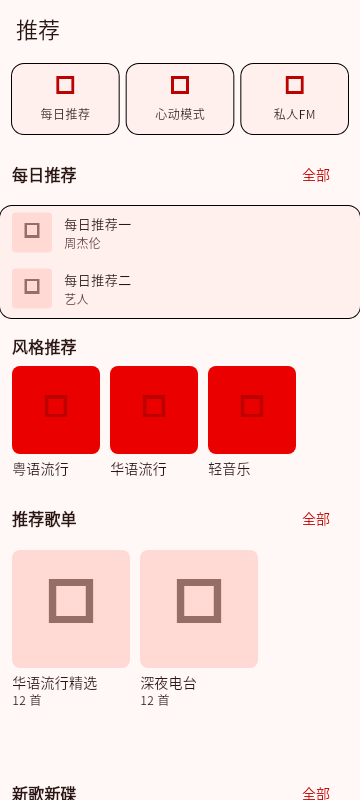 推荐
每日推荐
心动模式
私人FM
每日推荐
全部
每日推荐一
周杰伦
每日推荐二
艺人
风格推荐
粤语流行
华语流行
轻音乐
推荐歌单
全部
华语流行精选
12 首
深夜电台
12 首
新歌新碟
全部